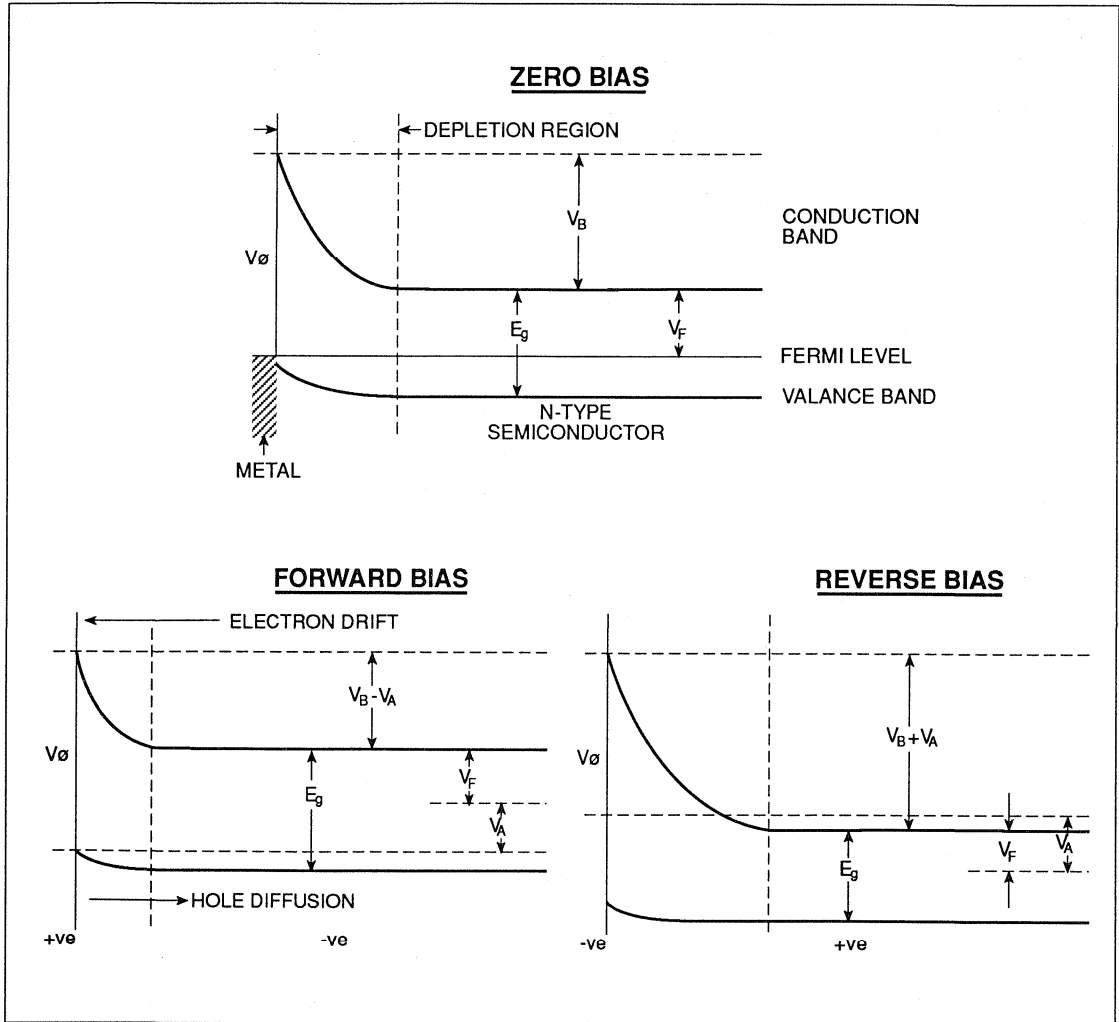 ZERO BIAS
DEPLETION REGION
VB
CONDUCTION
BAND
Vø
Eg
VF
FERMI LEVEL
VALANCE BAND
N-TYPE
SEMICONDUCTOR
METAL
FORWARD BIAS
ELECTRON DRIFT
VB-VA
Vø
VF
Eg
VA
HOLE DIFFUSION
+ve
-ve
REVERSE BIAS
VB+VA
Vø
VF
VA
Eg
-ve
+ve